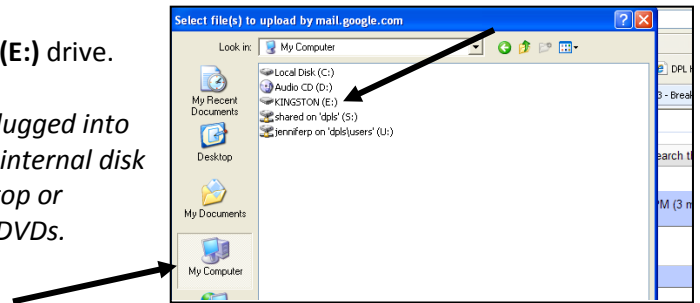 (E:) drive.
lugged into
internal disk
top or
DVDs.
Select file(s) to upload by mail.google.com
Look in:
My Computer
My Recent
Documents
Desktop
My Documents
My Computer
Local Disk (C:)
Audio CD (D:)
KINGSTON (E:)
shared on 'dpls' (S:)
jenniferp on 'dpls\users' (U:)
DPL
3 - Break
earch th
PM (3 m